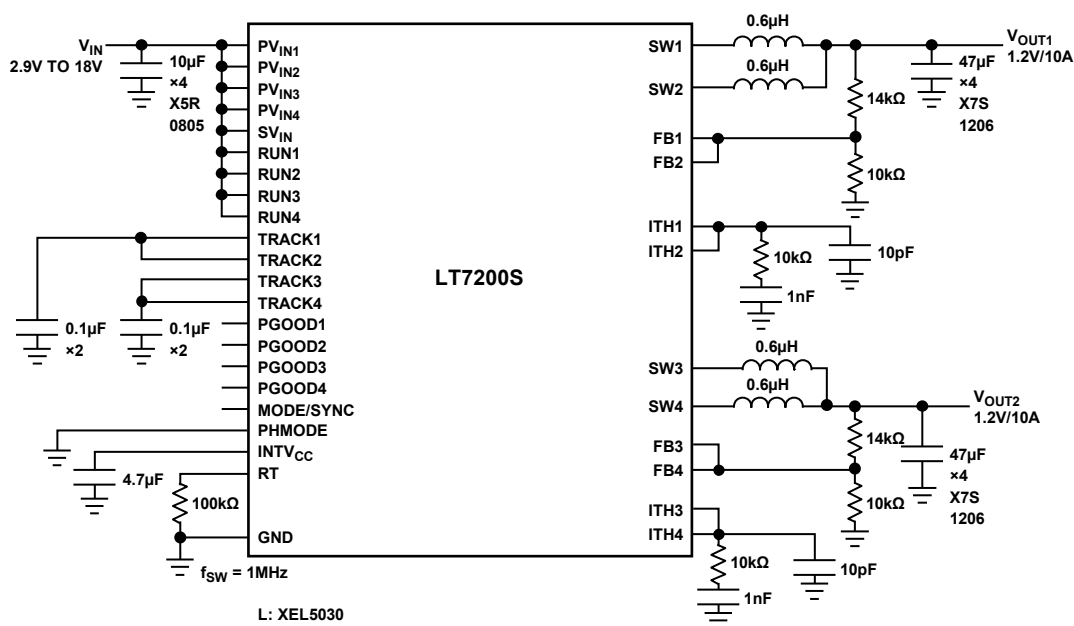 V_IN
2.9V TO 18V
10µF
×4
X5R
0805
PV_IN1
PV_IN2
PV_IN3
PV_IN4
SV_IN
RUN1
RUN2
RUN3
RUN4
TRACK1
TRACK2
TRACK3
TRACK4
PGOOD1
PGOOD2
PGOOD3
PGOOD4
MODE/SYNC
PHMODE
INTV_CC
RT
GND
0.1µF
×2
0.1µF
×2
4.7µF
100kΩ
f_SW = 1MHz
L: XEL5030
LT7200S
SW1
SW2
FB1
FB2
ITH1
ITH2
SW3
SW4
FB3
FB4
ITH3
ITH4
0.6µH
0.6µH
V_OUT1
1.2V/10A
14kΩ
47µF
×4
X7S
1206
10kΩ
10kΩ
10pF
1nF
0.6µH
0.6µH
V_OUT2
1.2V/10A
14kΩ
47µF
×4
X7S
1206
10kΩ
10kΩ
10pF
1nF